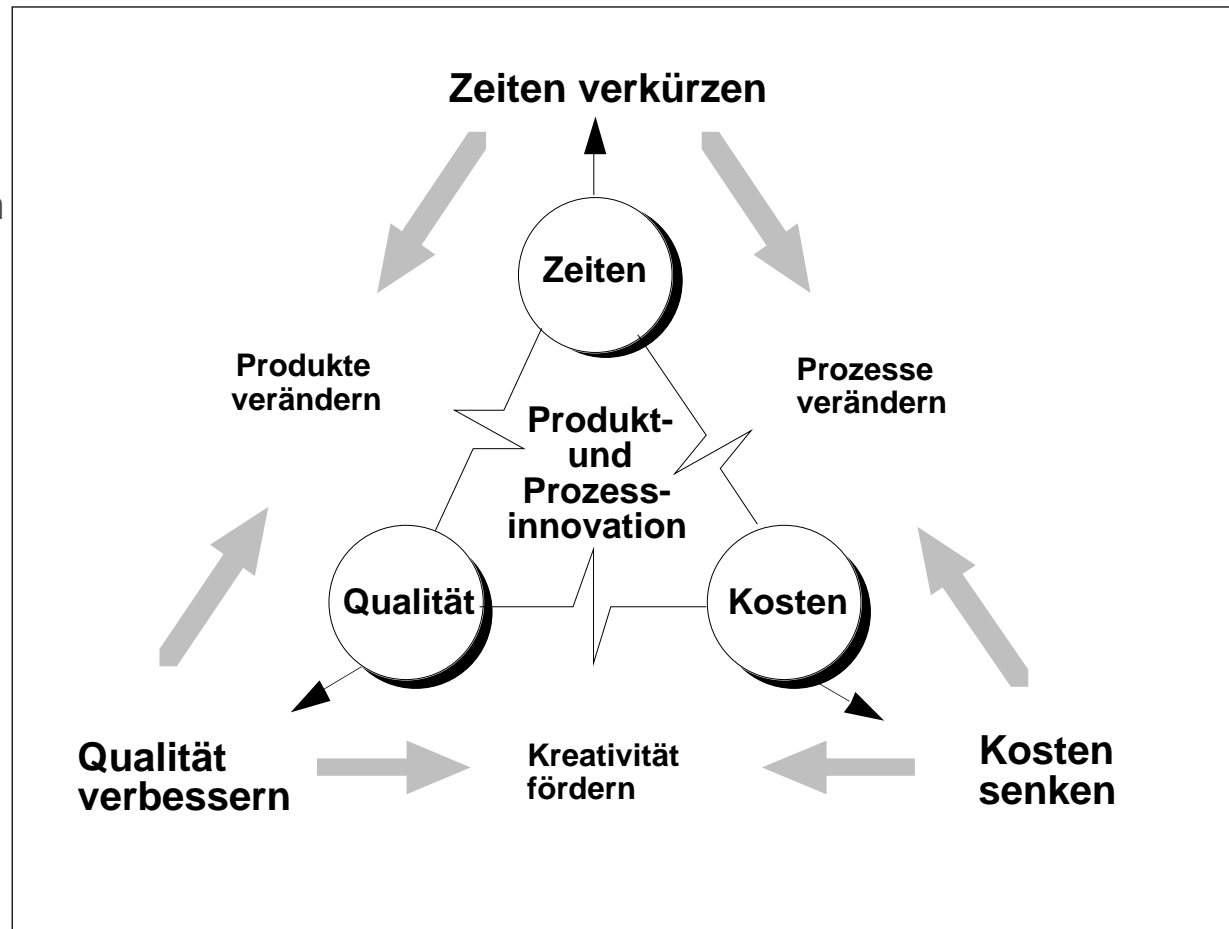 Zeiten verkürzen
Zeiten
Produkte
verändern
Prozesse
verändern
Produkt-
und
Prozess-
innovation
Qualität
Kosten
Qualität
verbessern
Kreativität
fördern
Kosten
senken